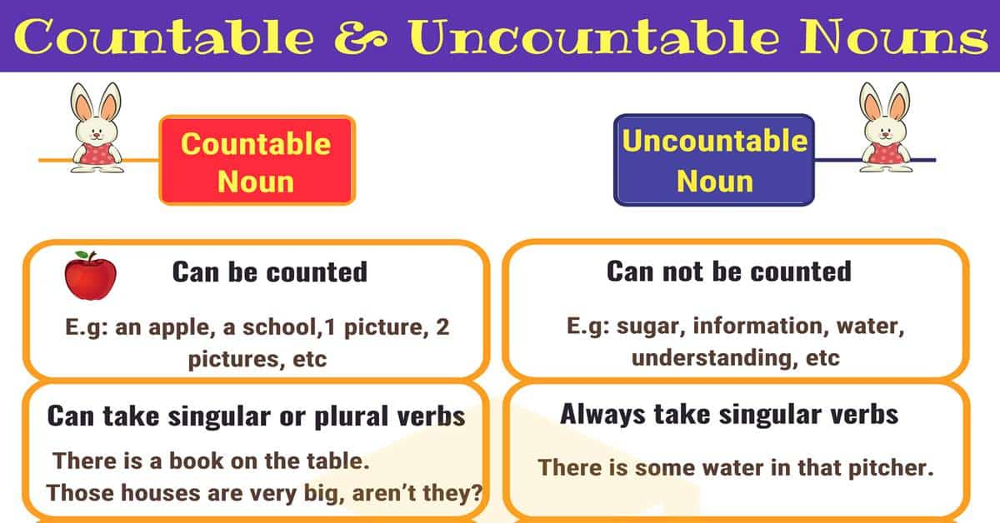 Countable & Uncountable Nouns
Countable
Noun
Uncountable
Noun
Can be counted
E.g: an apple, a school,1 picture, 2
pictures, etc
Can not be counted
E.g: sugar, information, water,
understanding, etc
Can take singular or plural verbs
There is a book on the table.
Those houses are very big, aren’t they?
Always take singular verbs
There is some water in that pitcher.